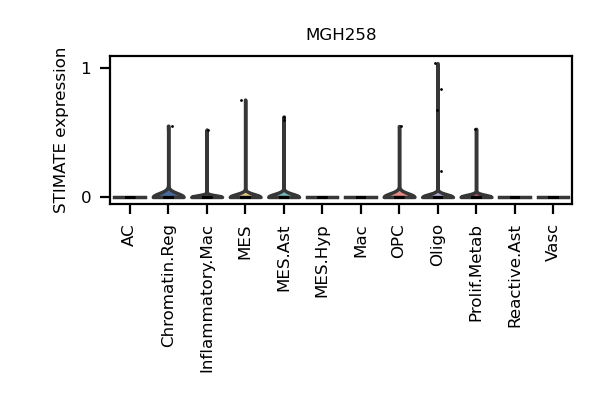 MGH258
STIMATE expression
1
0
AC
Chromatin.Reg
Inflammatory.Mac
MES
MES.Ast
MES.Hyp
Mac
OPC
Oligo
Prolif.Metab
Reactive.Ast
Vasc